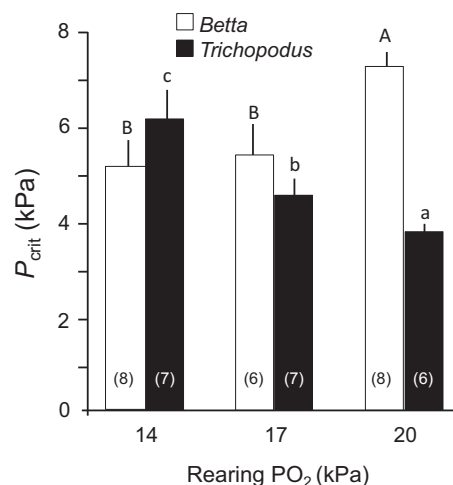 Betta
Trichopodus
8
6
4
2
0
P crit (kPa)
B
c
B
b
A
a
(8)
(7)
(6)
(7)
(8)
(6)
14
17
20
Rearing PO2 (kPa)